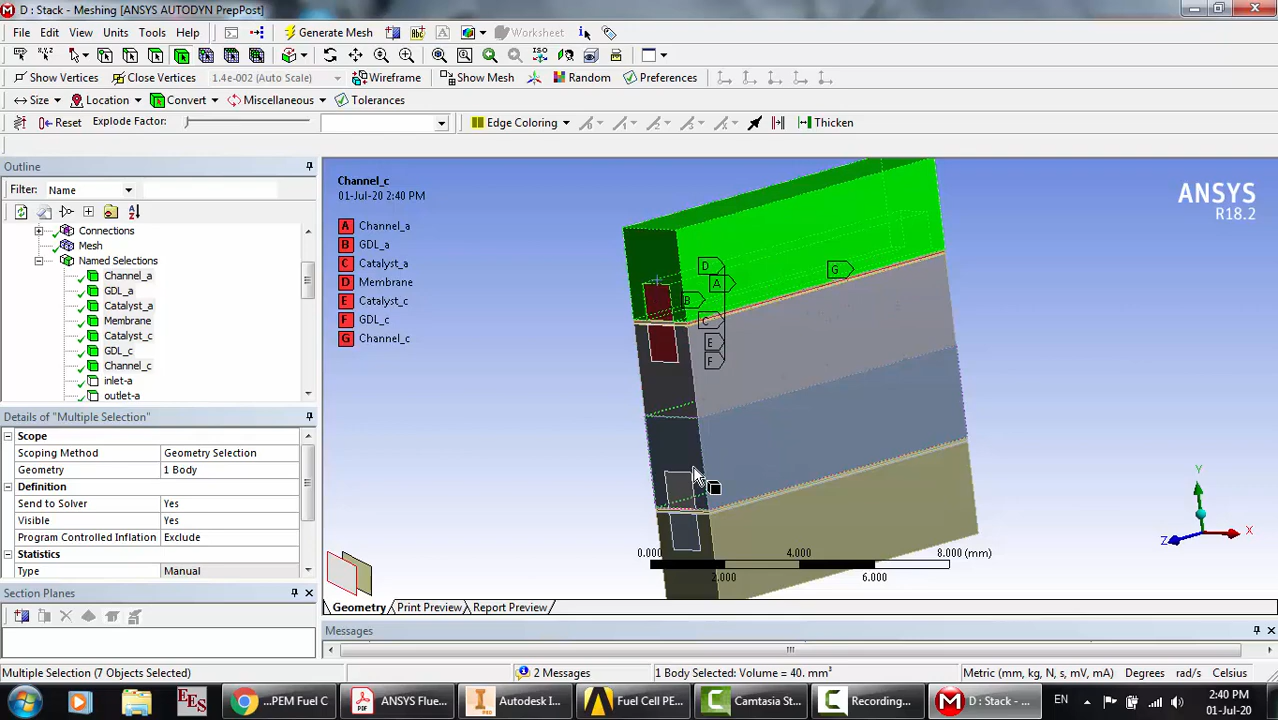 D : Stack - Meshing [ANSYS AUTODYN PrepPost]
File Edit View Units Tools Help Generate Mesh Worksheet
Show Vertices Close Vertices 1.4e-002 (Auto Scale) Wireframe Show Mesh Random Preferences
Size Location Convert Miscellaneous Tolerances
Reset Explode Factor: Edge Coloring Thicken
Outline
Filter: Name
Connections
Mesh
Named Selections
Channel_a
GDL_a
Catalyst_a
Membrane
Catalyst_c
GDL_c
Channel_c
inlet-a
outlet-a
Details of "Multiple Selection"
Scope
Scoping Method Geometry Selection
Geometry 1 Body
Definition
Send to Solver Yes
Visible Yes
Program Controlled Inflation Exclude
Statistics
Type Manual
Section Planes
Channel_c
01-Jul-20 2:40 PM
A Channel_a
B GDL_a
C Catalyst_a
D Membrane
E Catalyst_c
F GDL_c
G Channel_c
D
G
A
B
C
E
F
ANSYS
R18.2
0.000 4.000 8.000 (mm)
2.000 6.000
Y
X
Z
Geometry Print Preview Report Preview
Messages
Multiple Selection (7 Objects Selected) 2 Messages 1 Body Selected: Volume = 40. mm³ Metric (mm, kg, N, s, mV, mA) Degrees rad/s Celsius
EES ...PEM Fuel C ANSYS Flue... Autodesk I... Fuel Cell PE... Camtasia St... Recording... D : Stack - ... EN 2:40 PM
01-Jul-20